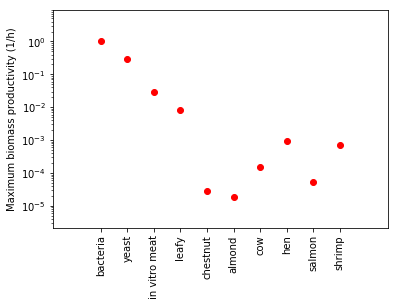 Maximum biomass productivity (1/h)
10⁰
10⁻¹
10⁻²
10⁻³
10⁻⁴
10⁻⁵
bacteria
yeast
in vitro meat
leafy
chestnut
almond
cow
hen
salmon
shrimp